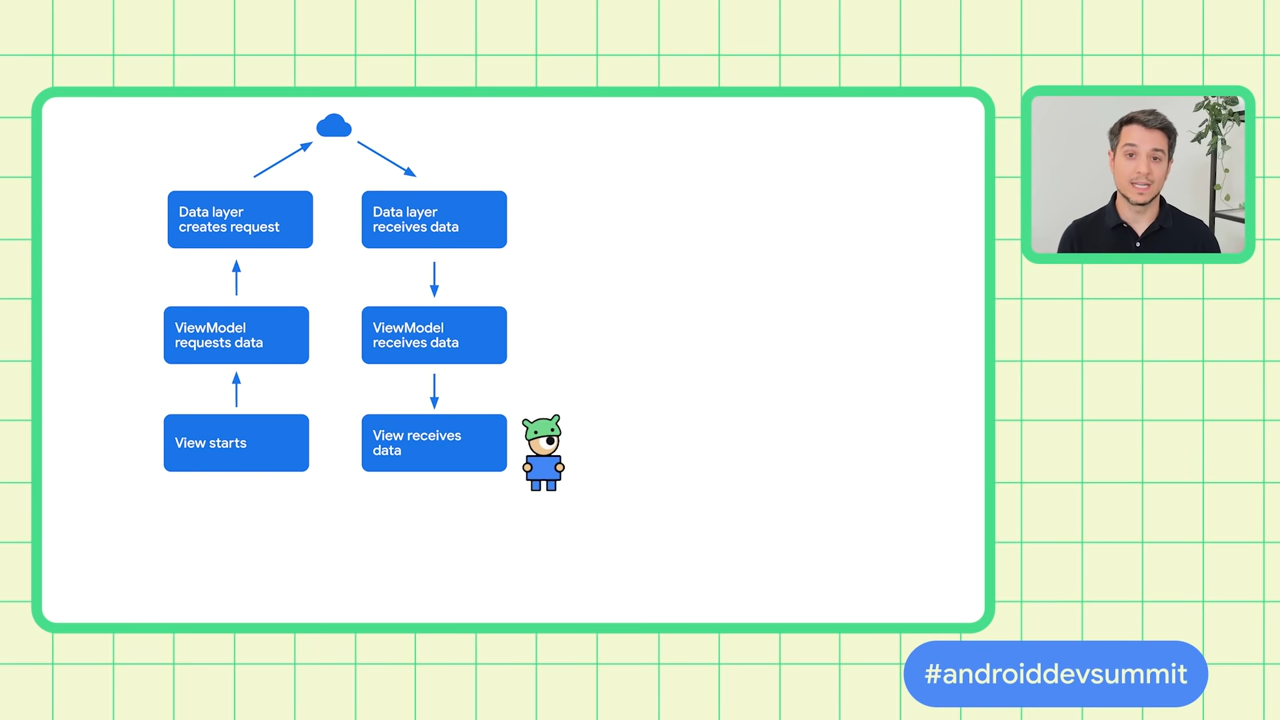 Data layer
creates request
Data layer
receives data
ViewModel
requests data
ViewModel
receives data
View starts
View receives
data
#androiddevsummit